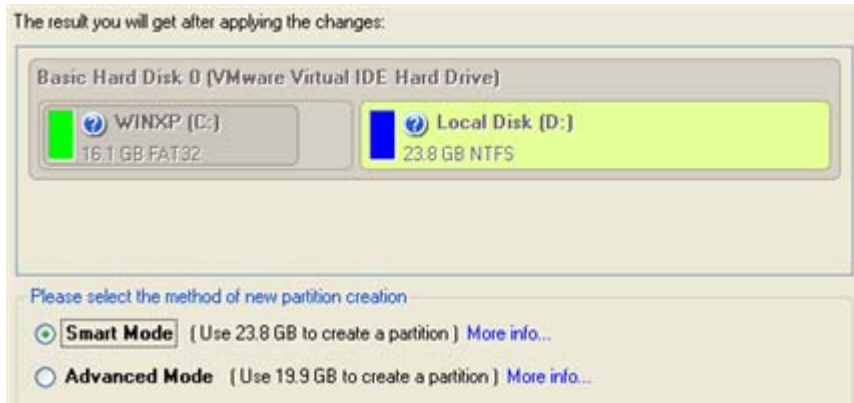 The result you will get after applying the changes:
Basic Hard Disk 0 (VMware Virtual IDE Hard Drive)
WINXP (C:)
16.1 GB FAT32
Local Disk (D:)
23.8 GB NTFS
Please select the method of new partition creation
Smart Mode ( Use 23.8 GB to create a partition ) More info...
Advanced Mode ( Use 19.9 GB to create a partition ) More info...